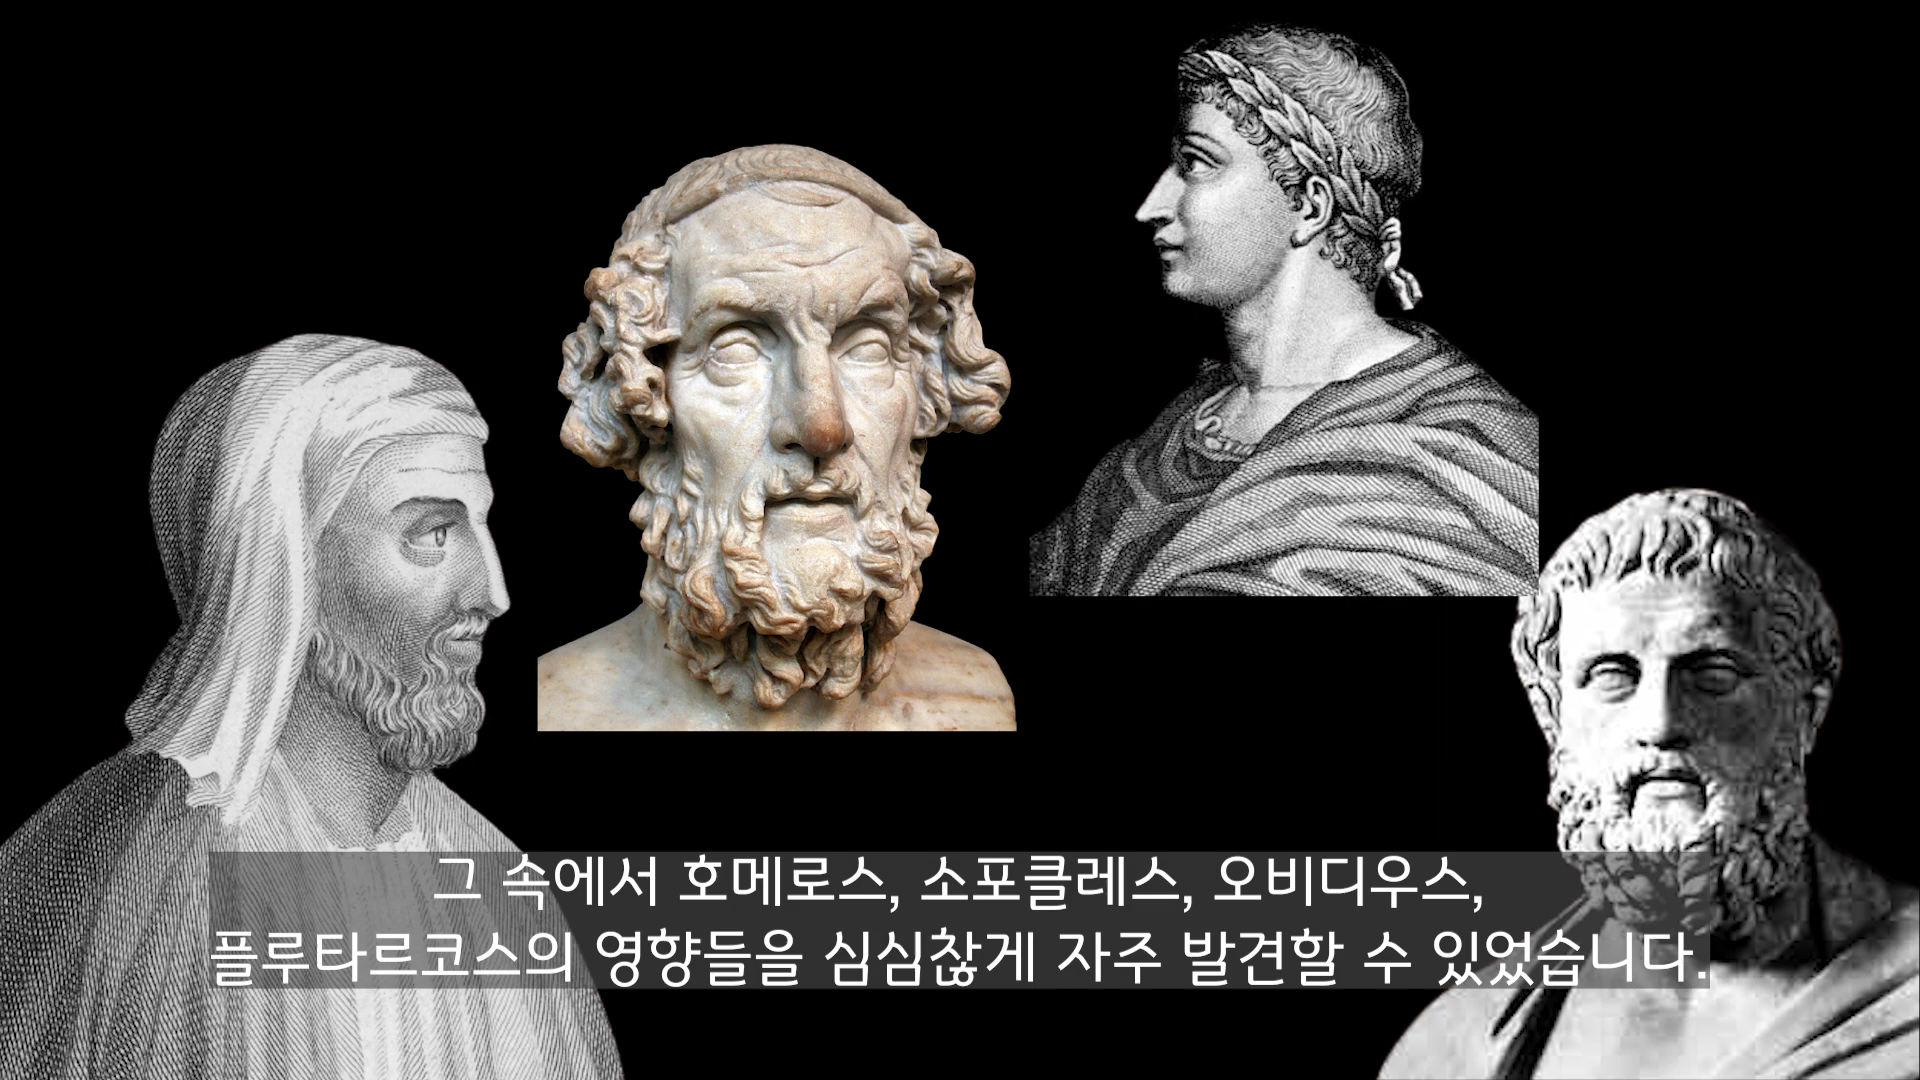 그 속에서 호메로스, 소포클레스, 오비디우스,
플루타르코스의 영향들을 심심찮게 자주 발견할 수 있었습니다.